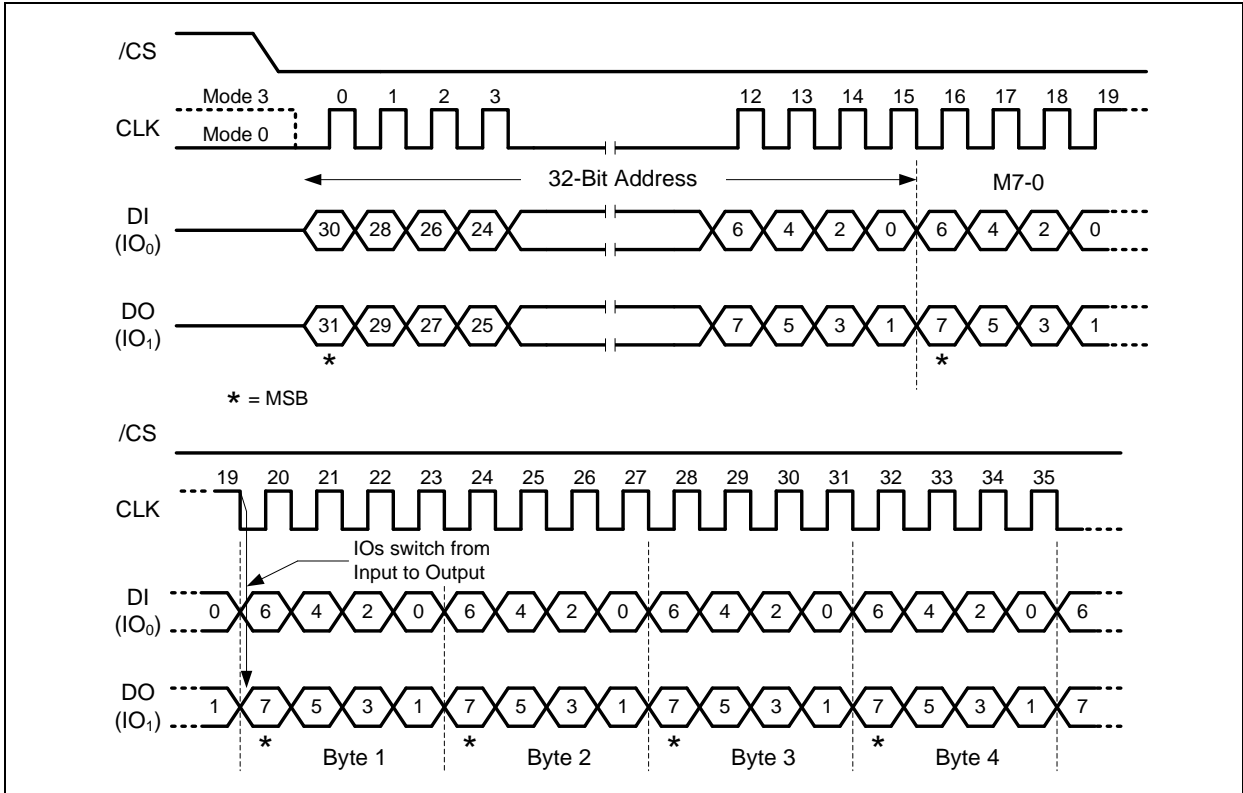 /CS
Mode 3 0 1 2 3 12 13 14 15 16 17 18 19
CLK
Mode 0
32-Bit Address M7-0
DI
(IO0) 30 28 26 24 6 4 2 0 6 4 2 0
DO
(IO1) 31 29 27 25 7 5 3 1 7 5 3 1
* *
* = MSB
/CS
19 20 21 22 23 24 25 26 27 28 29 30 31 32 33 34 35
CLK
IOs switch from
Input to Output
DI
(IO0) 0 6 4 2 0 6 4 2 0 6 4 2 0 6 4 2 0 6
DO
(IO1) 1 7 5 3 1 7 5 3 1 7 5 3 1 7 5 3 1 7
* Byte 1 * Byte 2 * Byte 3 * Byte 4